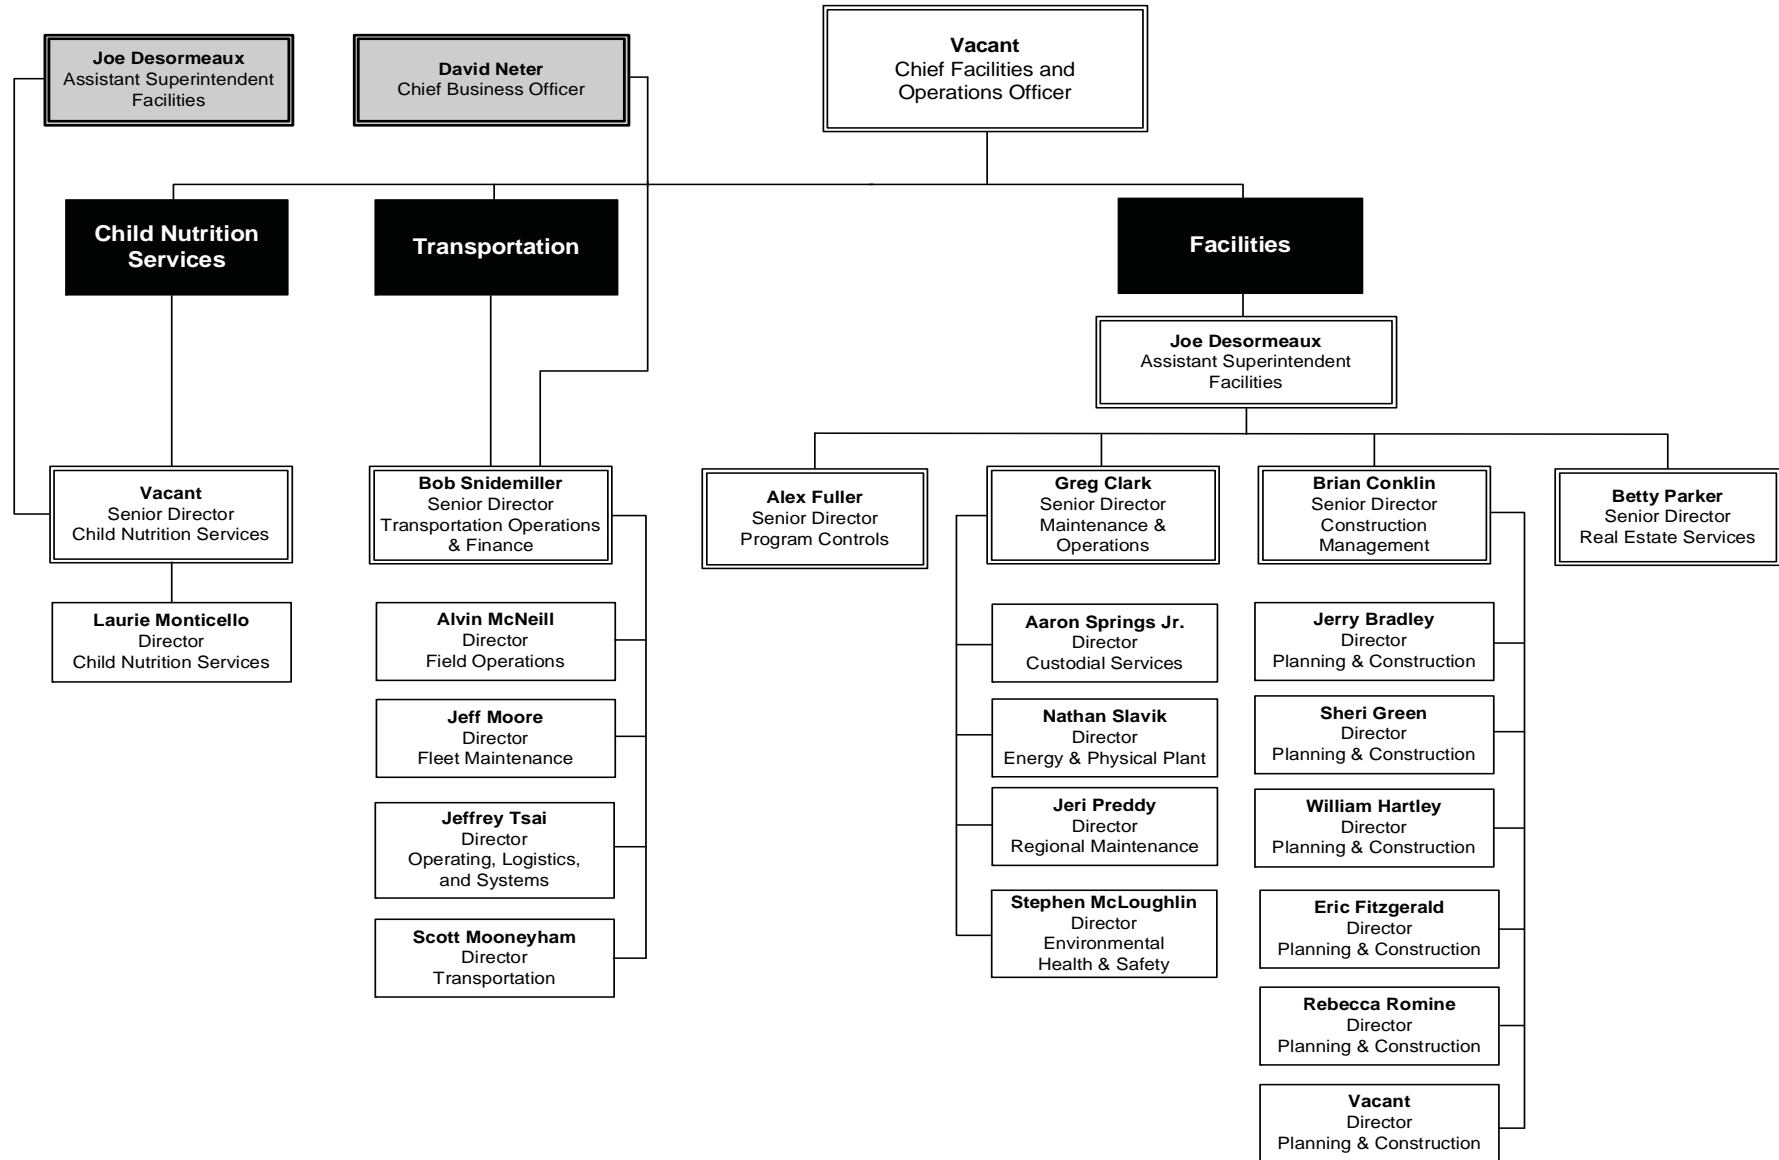 Joe Desormeaux
Assistant Superintendent
Facilities
David Neter
Chief Business Officer
Vacant
Chief Facilities and
Operations Officer
Child Nutrition
Services
Transportation
Facilities
Joe Desormeaux
Assistant Superintendent
Facilities
Vacant
Senior Director
Child Nutrition Services
Bob Snidemiller
Senior Director
Transportation Operations
& Finance
Alex Fuller
Senior Director
Program Controls
Greg Clark
Senior Director
Maintenance &
Operations
Brian Conklin
Senior Director
Construction
Management
Betty Parker
Senior Director
Real Estate Services
Laurie Monticello
Director
Child Nutrition Services
Alvin McNeill
Director
Field Operations
Jeff Moore
Director
Fleet Maintenance
Jeffrey Tsai
Director
Operating, Logistics,
and Systems
Scott Mooneyham
Director
Transportation
Aaron Springs Jr.
Director
Custodial Services
Nathan Slavik
Director
Energy & Physical Plant
Jeri Preddy
Director
Regional Maintenance
Stephen McLoughlin
Director
Environmental
Health & Safety
Jerry Bradley
Director
Planning & Construction
Sheri Green
Director
Planning & Construction
William Hartley
Director
Planning & Construction
Eric Fitzgerald
Director
Planning & Construction
Rebecca Romine
Director
Planning & Construction
Vacant
Director
Planning & Construction